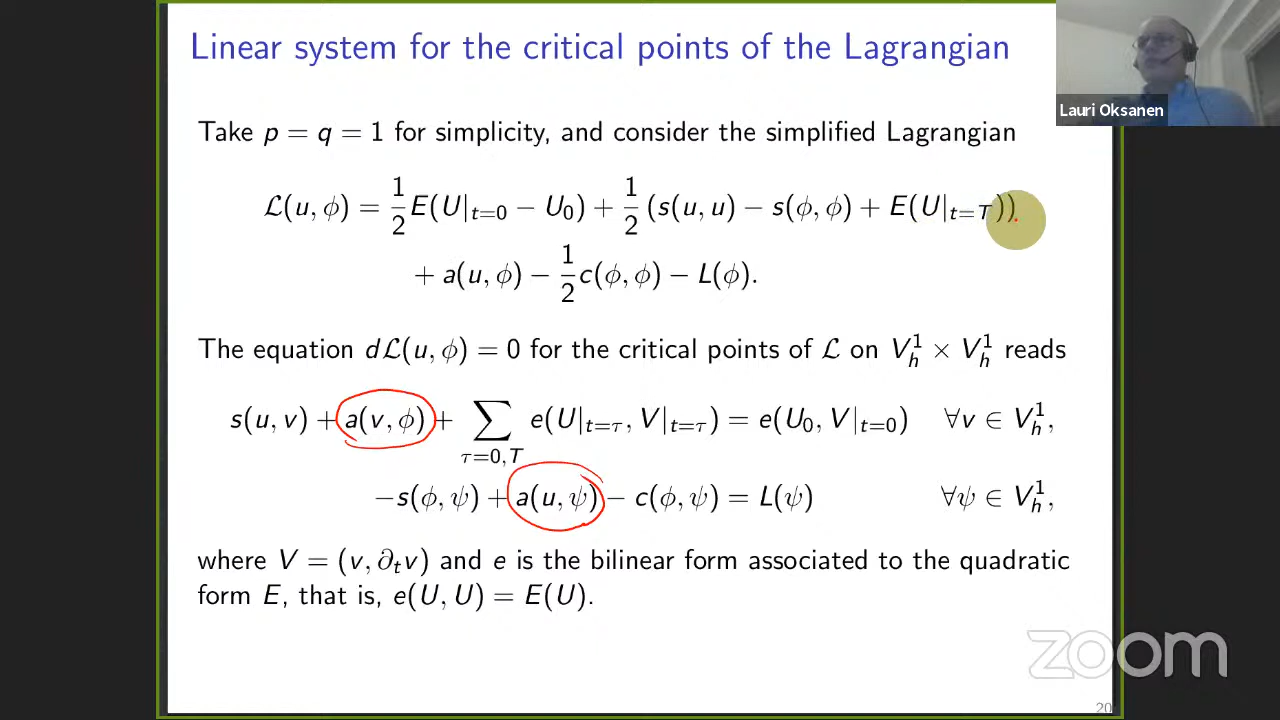 Linear system for the critical points of the Lagrangian
Lauri Oksanen
Take p = q = 1 for simplicity, and consider the simplified Lagrangian
ℒ(u, ϕ) = 1/2 E(U|t=0 − U0) + 1/2 (s(u, u) − s(ϕ, ϕ) + E(U|t=T))
+ a(u, ϕ) − 1/2 c(ϕ, ϕ) − L(ϕ).
The equation dℒ(u, ϕ) = 0 for the critical points of ℒ on V_h^1 × V_h^1 reads
s(u, v) + a(v, ϕ) + ∑_{τ=0,T} e(U|t=τ, V|t=τ) = e(U0, V|t=0) ∀v ∈ V_h^1,
−s(ϕ, ψ) + a(u, ψ) − c(ϕ, ψ) = L(ψ) ∀ψ ∈ V_h^1,
where V = (v, ∂tv) and e is the bilinear form associated to the quadratic
form E, that is, e(U, U) = E(U).
zoom
20